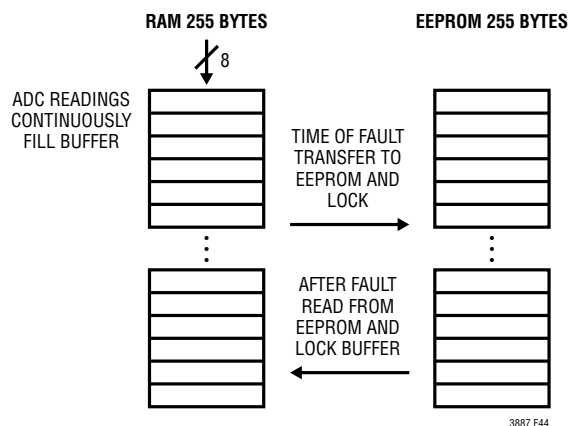 RAM 255 BYTES
EEPROM 255 BYTES
8
ADC READINGS
CONTINUOUSLY
FILL BUFFER
TIME OF FAULT
TRANSFER TO
EEPROM AND
LOCK
AFTER FAULT
READ FROM
EEPROM AND
LOCK BUFFER
3887 F44